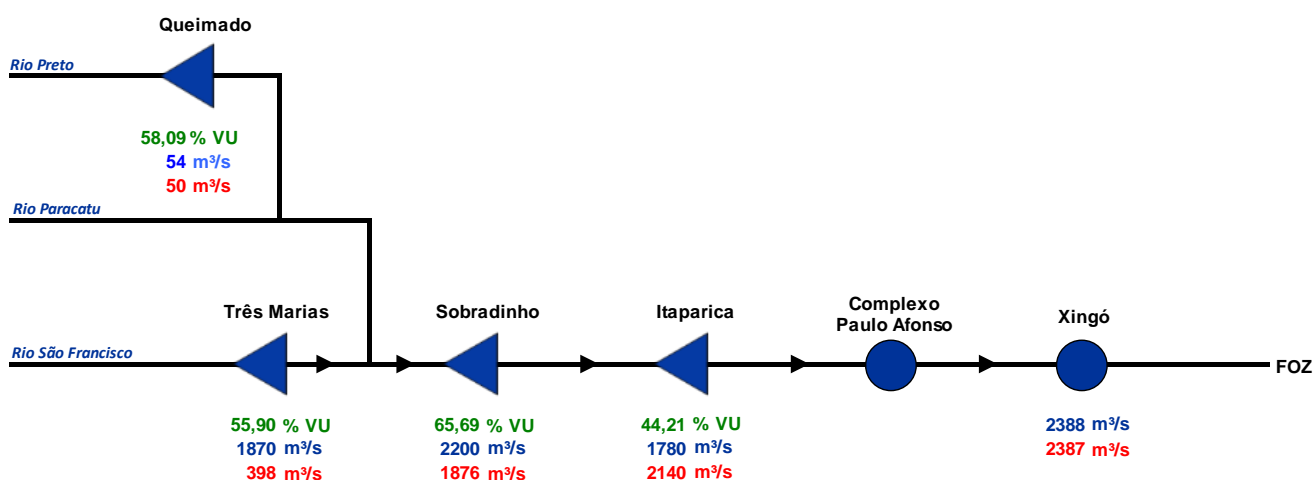 Queimado
Rio Preto
58,09 % VU
54 m³/s
50 m³/s
Rio Paracatu
Três Marias
Sobradinho
Itaparica
Complexo
Paulo Afonso
Xingó
Rio São Francisco
FOZ
55,90 % VU
1870 m³/s
398 m³/s
65,69 % VU
2200 m³/s
1876 m³/s
44,21 % VU
1780 m³/s
2140 m³/s
2388 m³/s
2387 m³/s